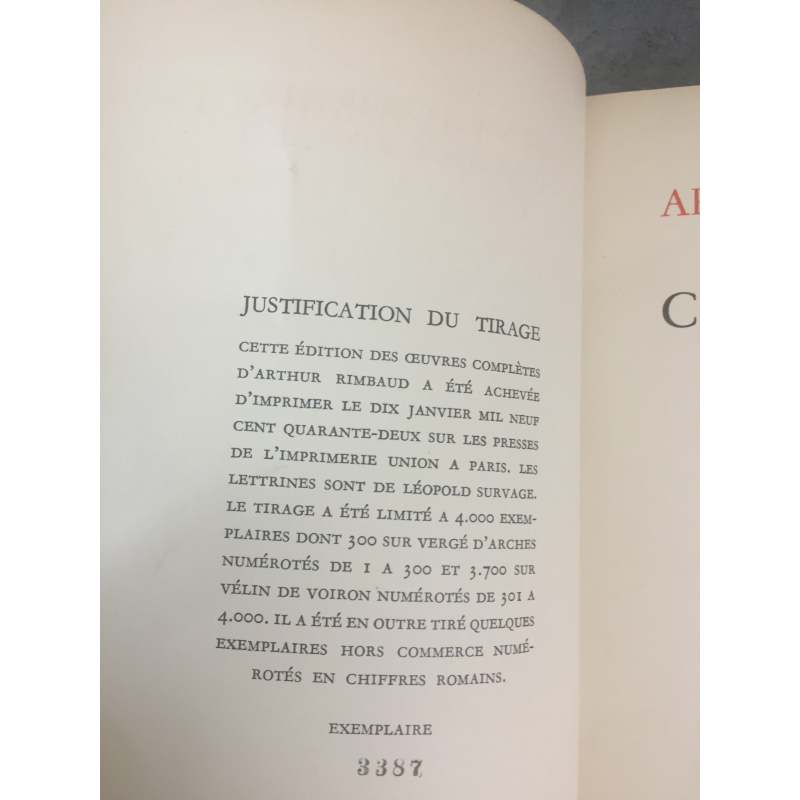 JUSTIFICATION DU TIRAGE
CETTE ÉDITION DES ŒUVRES COMPLÈTES
D'ARTHUR RIMBAUD A ÉTÉ ACHEVÉE
D'IMPRIMER LE DIX JANVIER MIL NEUF
CENT QUARANTE-DEUX SUR LES PRESSES
DE L'IMPRIMERIE UNION A PARIS. LES
LETTRINES SONT DE LÉOPOLD SURVAGE.
LE TIRAGE A ÉTÉ LIMITÉ A 4.000 EXEM-
PLAIRES DONT 300 SUR VERGÉ D'ARCHES
NUMÉROTÉS DE 1 A 300 ET 3.700 SUR
VÉLIN DE VOIRON NUMÉROTÉS DE 301 A
4.000. IL A ÉTÉ EN OUTRE TIRÉ QUELQUES
EXEMPLAIRES HORS COMMERCE NUMÉ-
ROTÉS EN CHIFFRES ROMAINS.
EXEMPLAIRE
3387
C